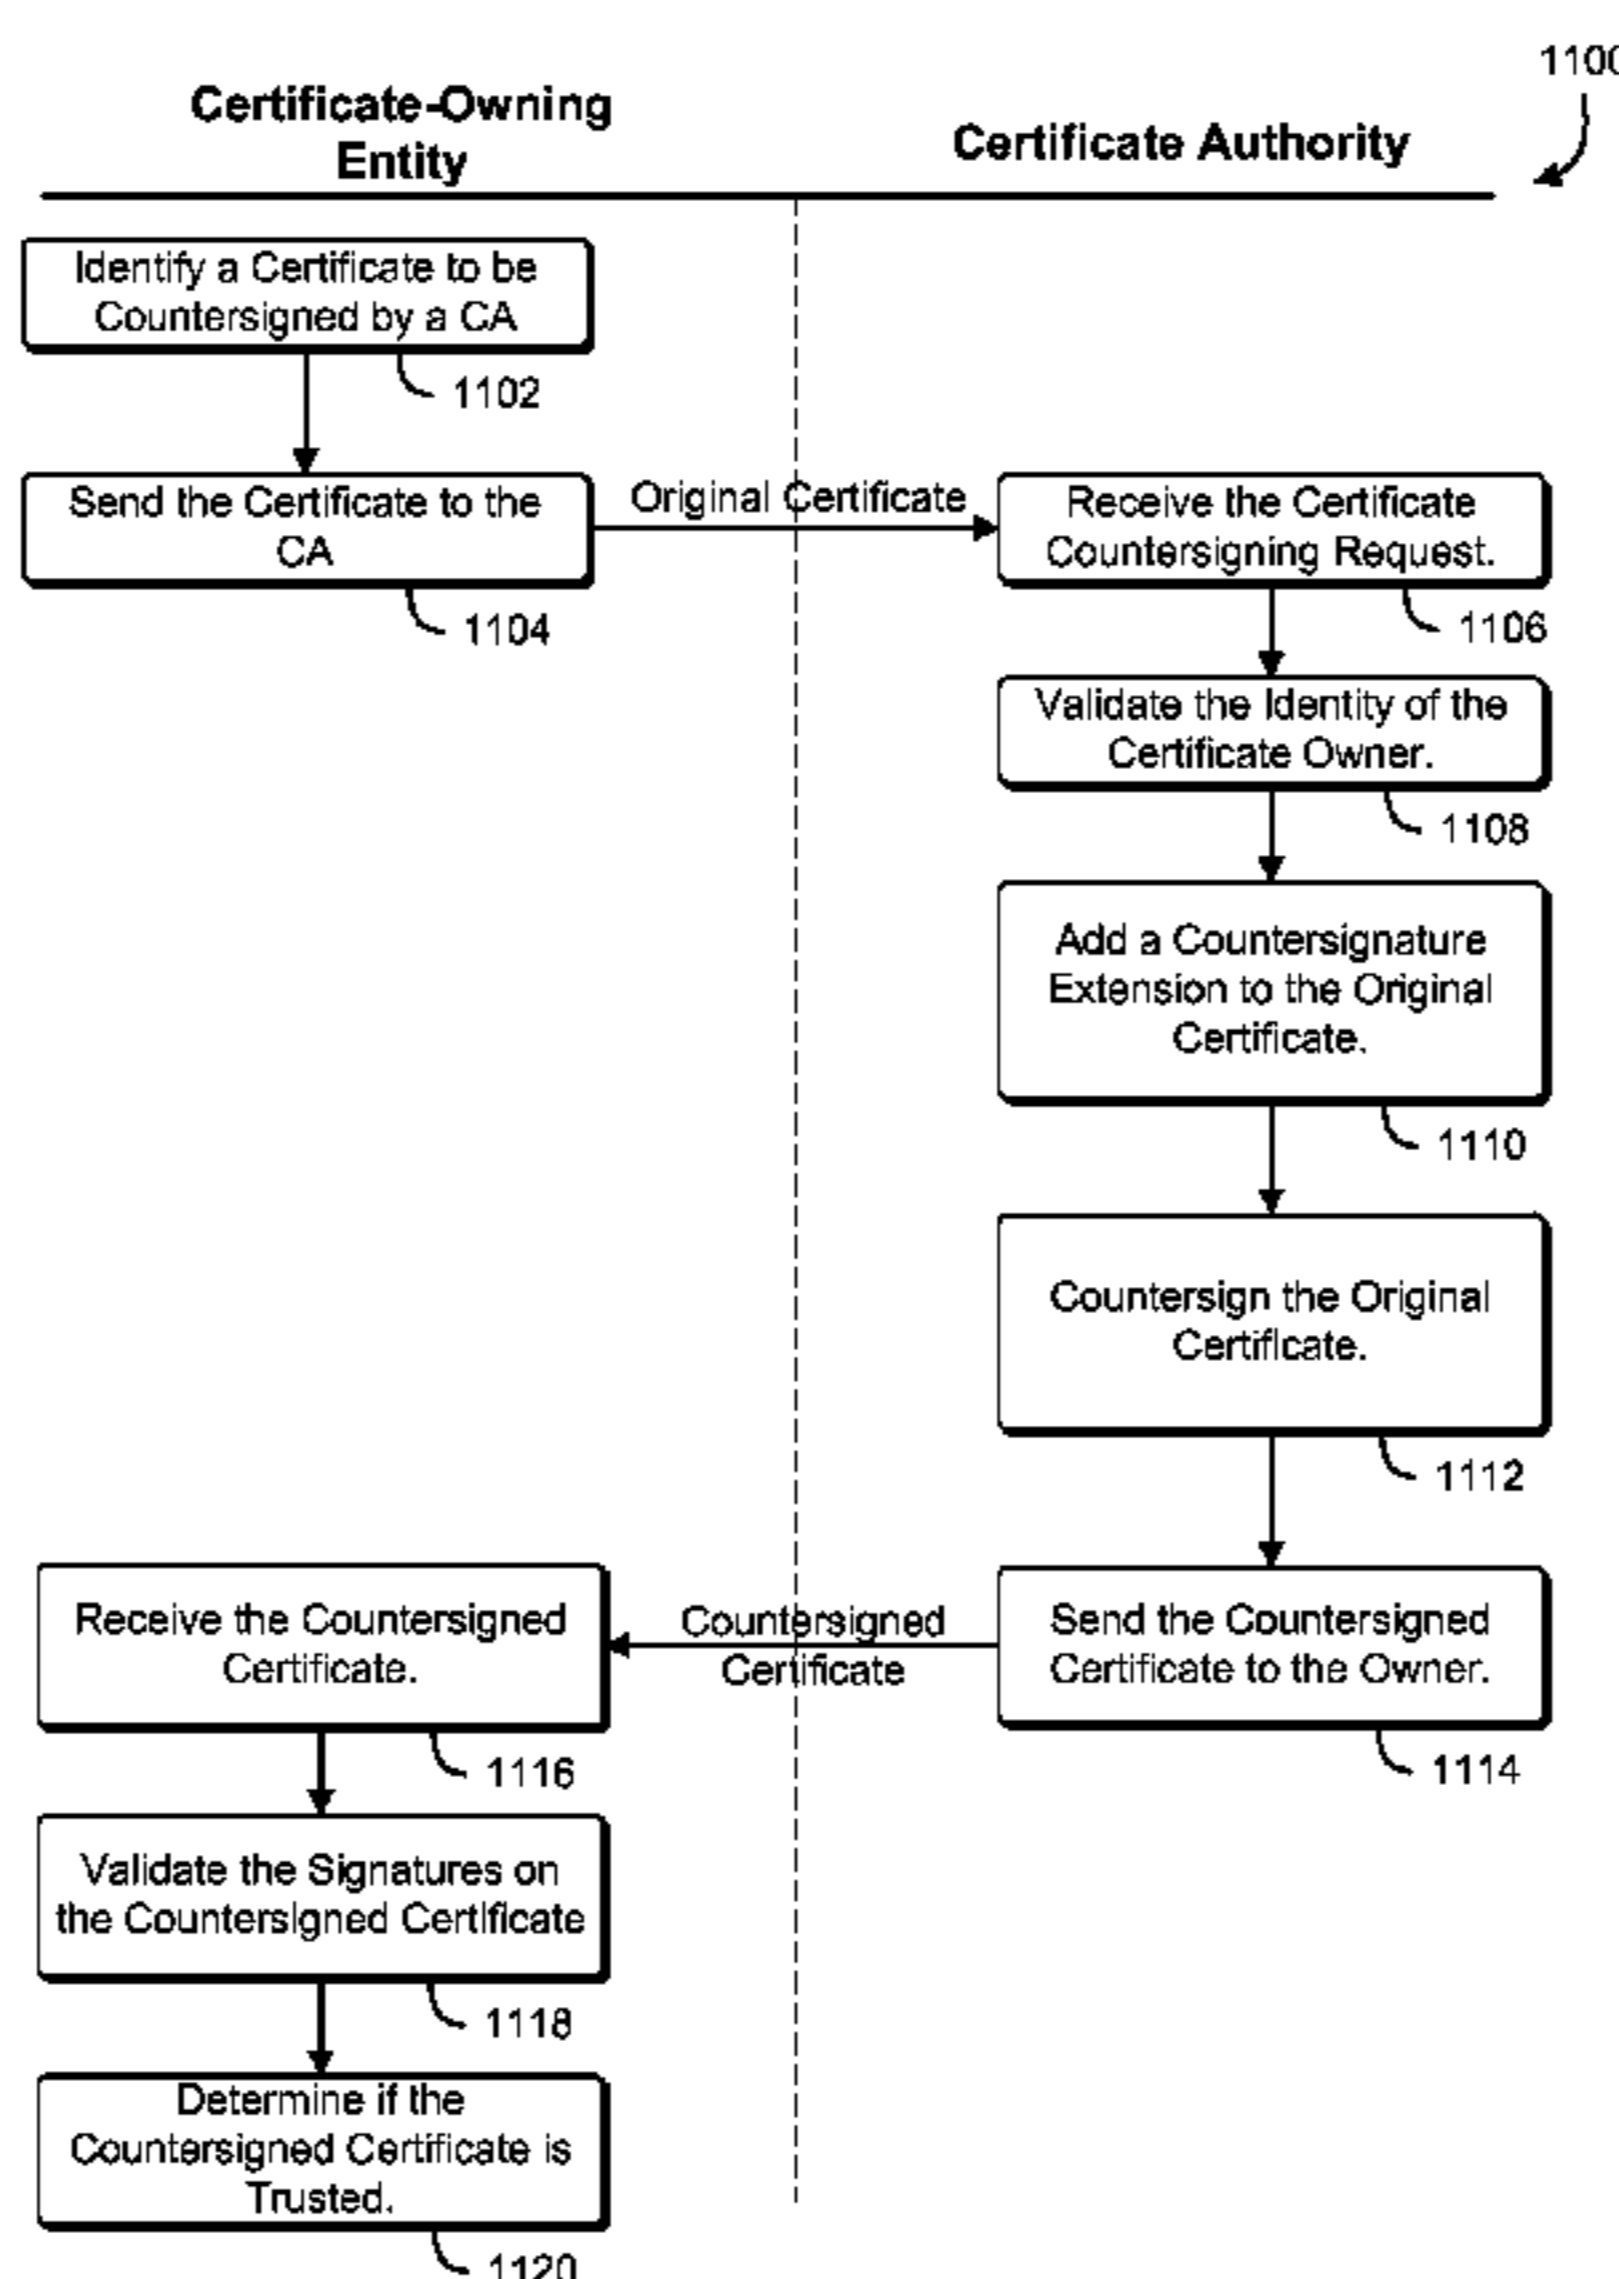 1100
Certificate-Owning
Entity
Certificate Authority
Identify a Certificate to be
Countersigned by a CA
1102
Send the Certificate to the
CA
1104
Original Certificate
Receive the Certificate
Countersigning Request.
1106
Validate the Identity of the
Certificate Owner.
1108
Add a Countersignature
Extension to the Original
Certificate.
1110
Countersign the Original
Certificate.
1112
Send the Countersigned
Certificate to the Owner.
1114
Countersigned
Certificate
Receive the Countersigned
Certificate.
1116
Validate the Signatures on
the Countersigned Certificate
1118
Determine if the
Countersigned Certificate is
Trusted.
1120